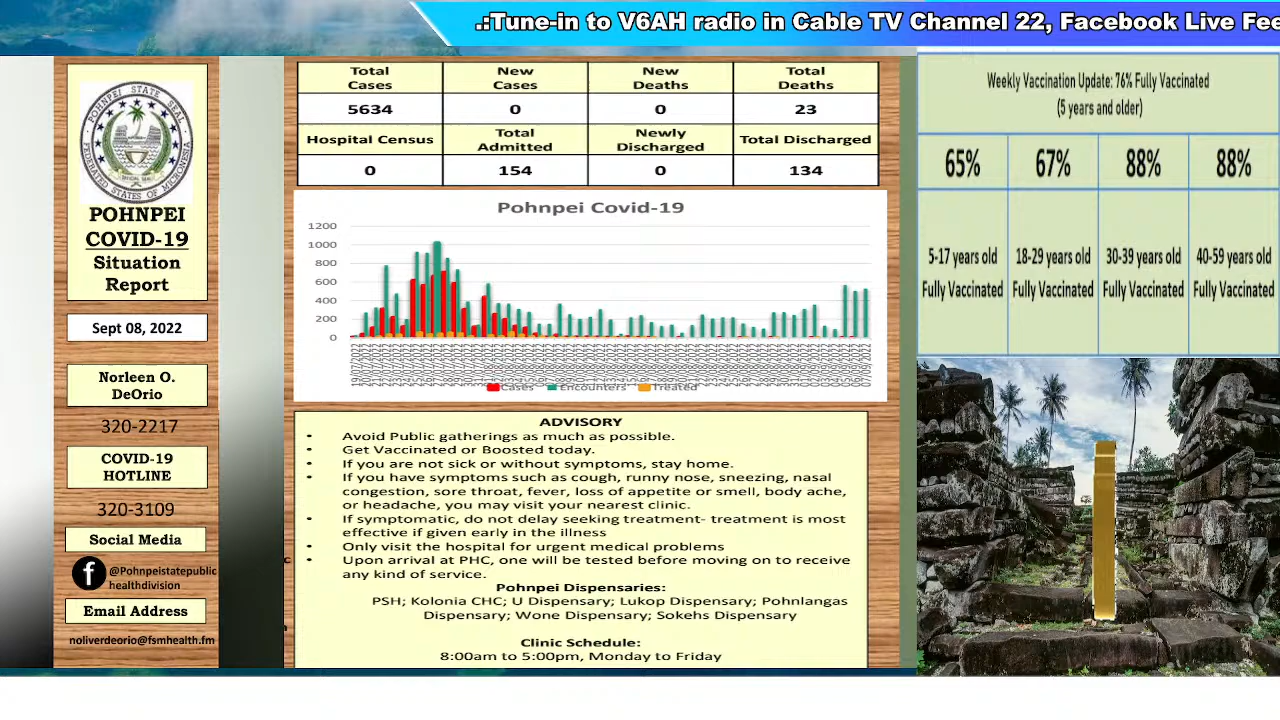 .:Tune-in to V6AH radio in Cable TV Channel 22, Facebook Live
POHNPEI STATE SEAL
FEDERATED STATES OF MICRONESIA
POHNPEI
COVID-19
Situation
Report
Sept 08, 2022
Norleen O.
DeOrio
320-2217
COVID-19
HOTLINE
320-3109
Social Media
@Pohnpeistatepublic
healthdivision
Email Address
noliverdeorio@fsmhealth.fm
Total Cases
New Cases
New Deaths
Total Deaths
5634
0
0
23
Hospital Census
Total Admitted
Newly Discharged
Total Discharged
0
154
0
134
Pohnpei Covid-19
1200
1000
800
600
400
200
0
Cases
Encounters
Treated
ADVISORY
• Avoid Public gatherings as much as possible.
• Get Vaccinated or Boosted today.
• If you are not sick or without symptoms, stay home.
• If you have symptoms such as cough, runny nose, sneezing, nasal
congestion, sore throat, fever, loss of appetite or smell, body ache,
or headache, you may visit your nearest clinic.
• If symptomatic, do not delay seeking treatment- treatment is most
effective if given early in the illness
• Only visit the hospital for urgent medical problems
• Upon arrival at PHC, one will be tested before moving on to receive
any kind of service.
Pohnpei Dispensaries:
PSH; Kolonia CHC; U Dispensary; Lukop Dispensary; Pohnlangas
Dispensary; Wone Dispensary; Sokehs Dispensary
Clinic Schedule:
8:00am to 5:00pm, Monday to Friday
Weekly Vaccination Update: 76% Fully Vaccinated
(5 years and older)
65%
67%
88%
88%
5-17 years old
Fully Vaccinated
18-29 years old
Fully Vaccinated
30-39 years old
Fully Vaccinated
40-59 years old
Fully Vaccinated